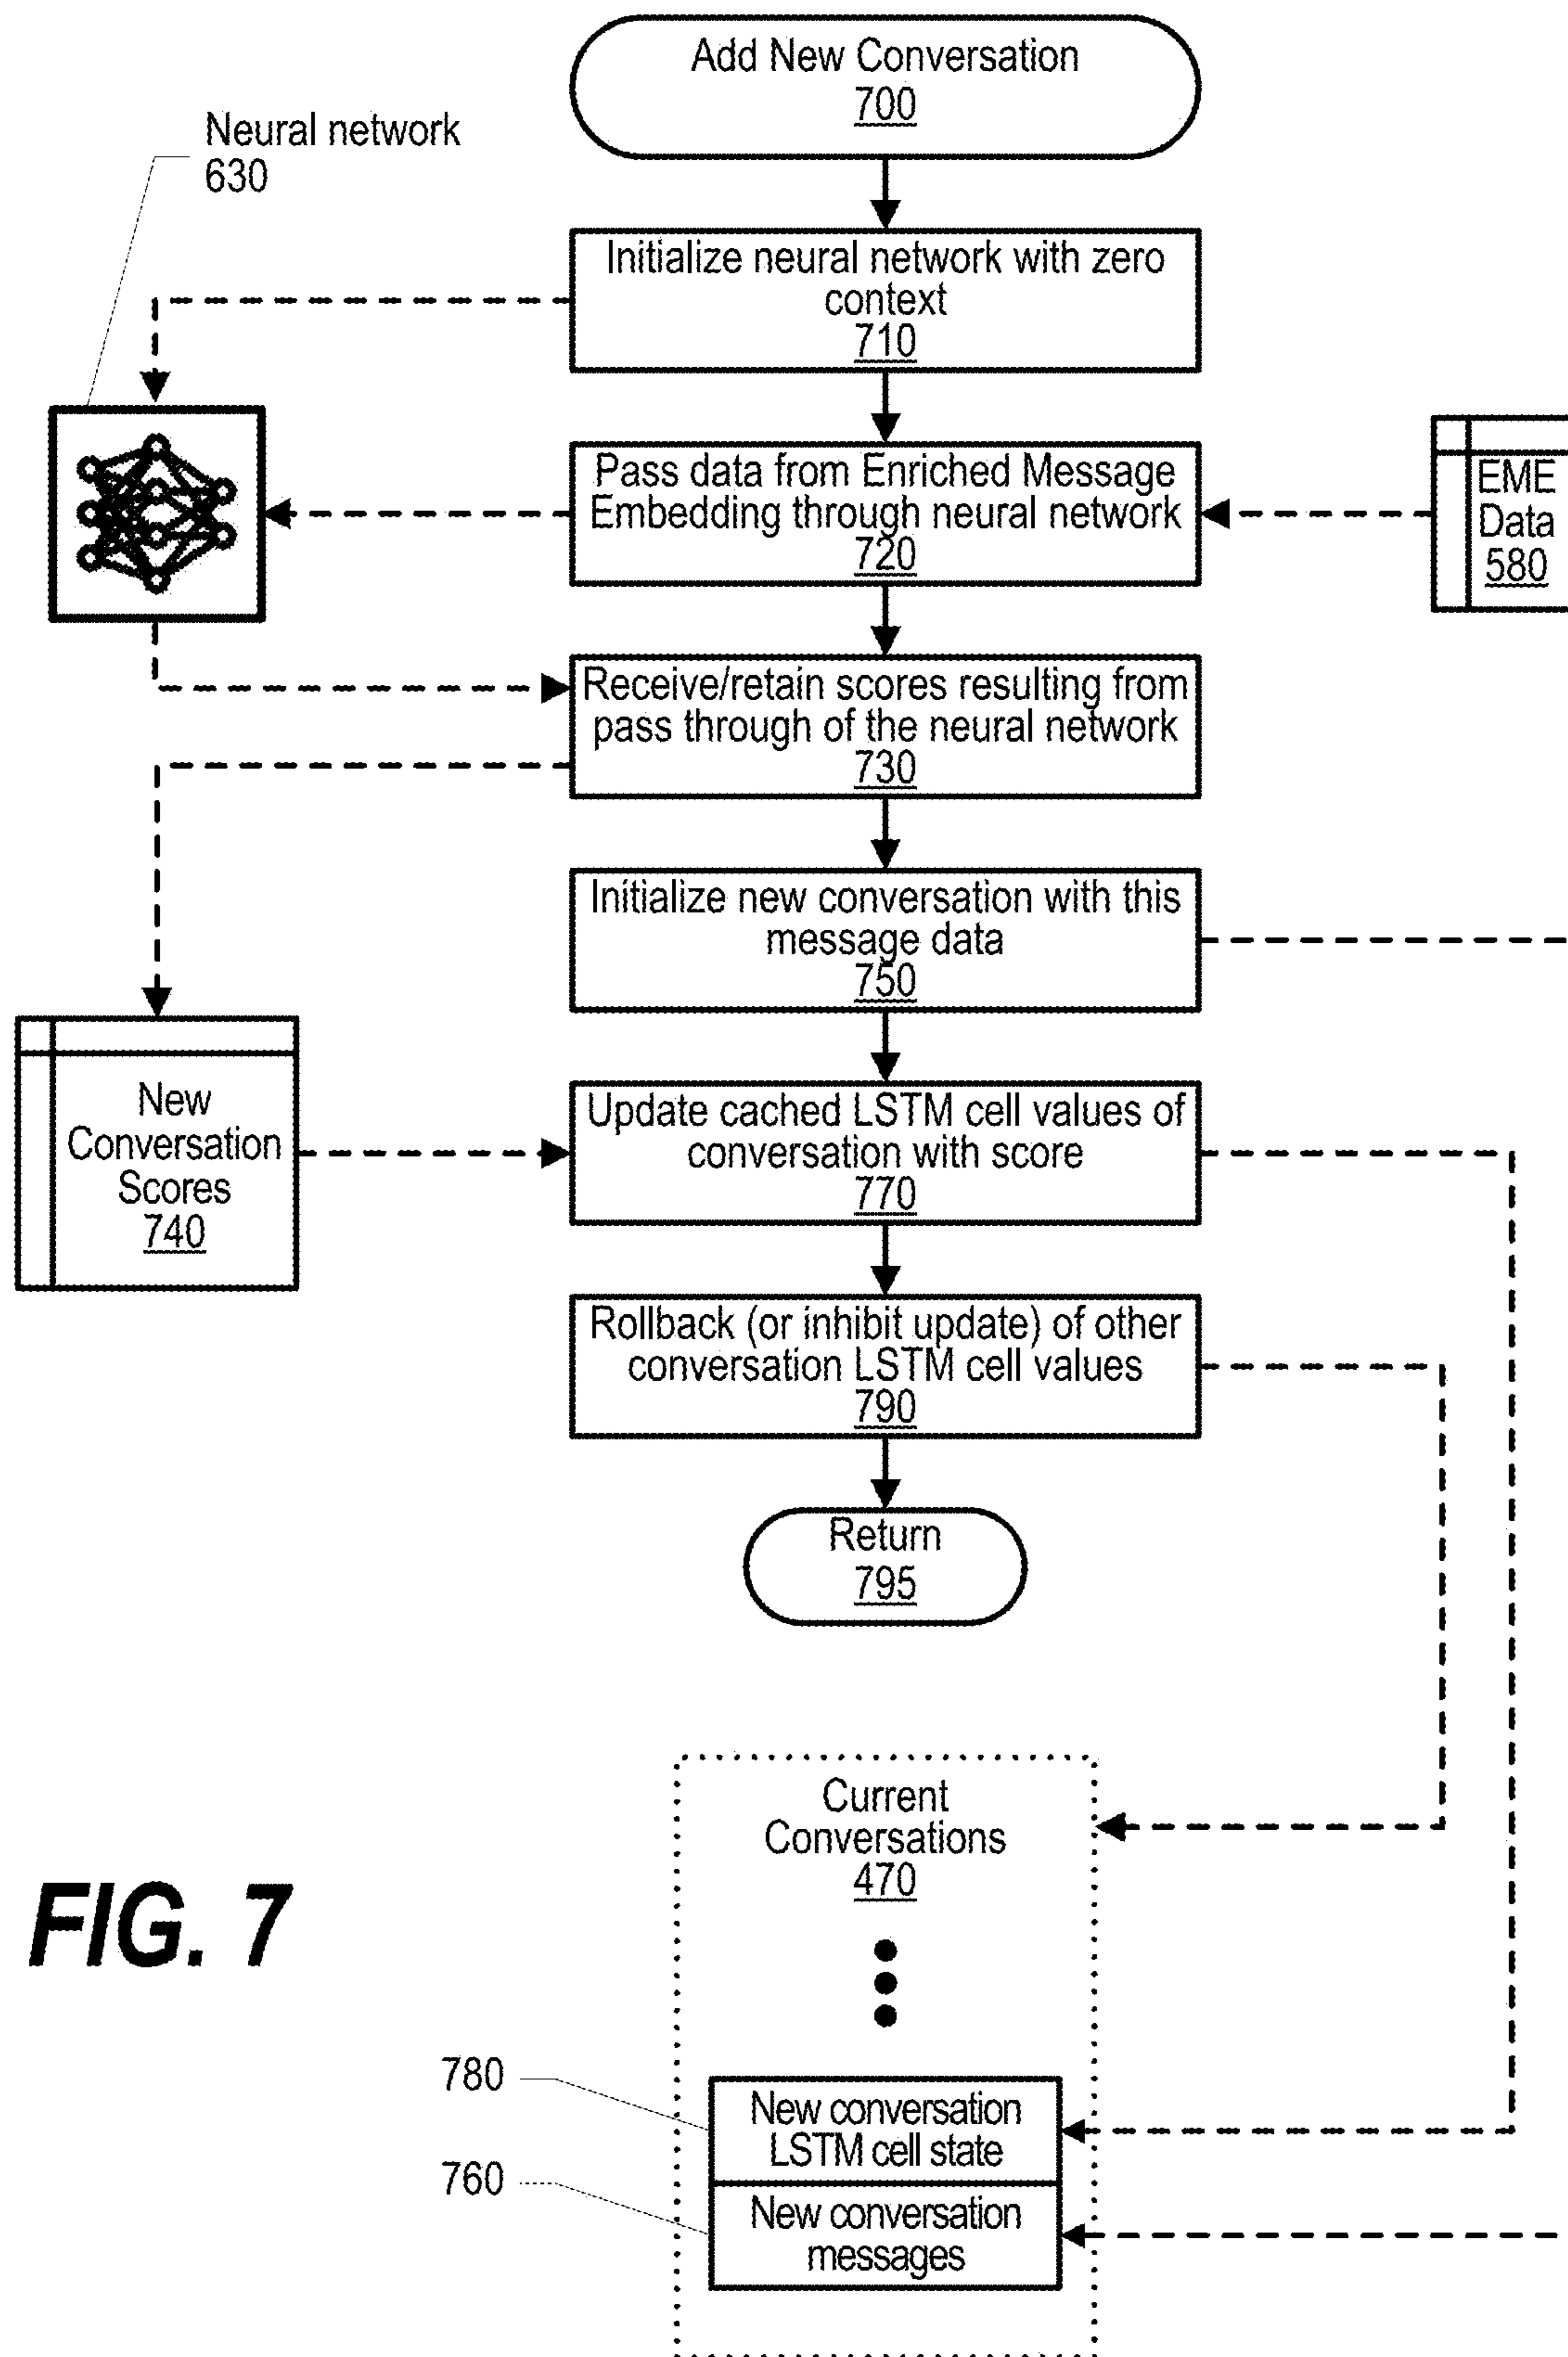 Add New Conversation
700
Neural network
630
Initialize neural network with zero
context
710
Pass data from Enriched Message
Embedding through neural network
720
EME
Data
580
Receive/retain scores resulting from
pass through of the neural network
730
Initialize new conversation with this
message data
750
New
Conversation
Scores
740
Update cached LSTM cell values of
conversation with score
770
Rollback (or inhibit update) of other
conversation LSTM cell values
790
Return
795
Current
Conversations
470
FIG. 7
780
New conversation
LSTM cell state
760
New conversation
messages